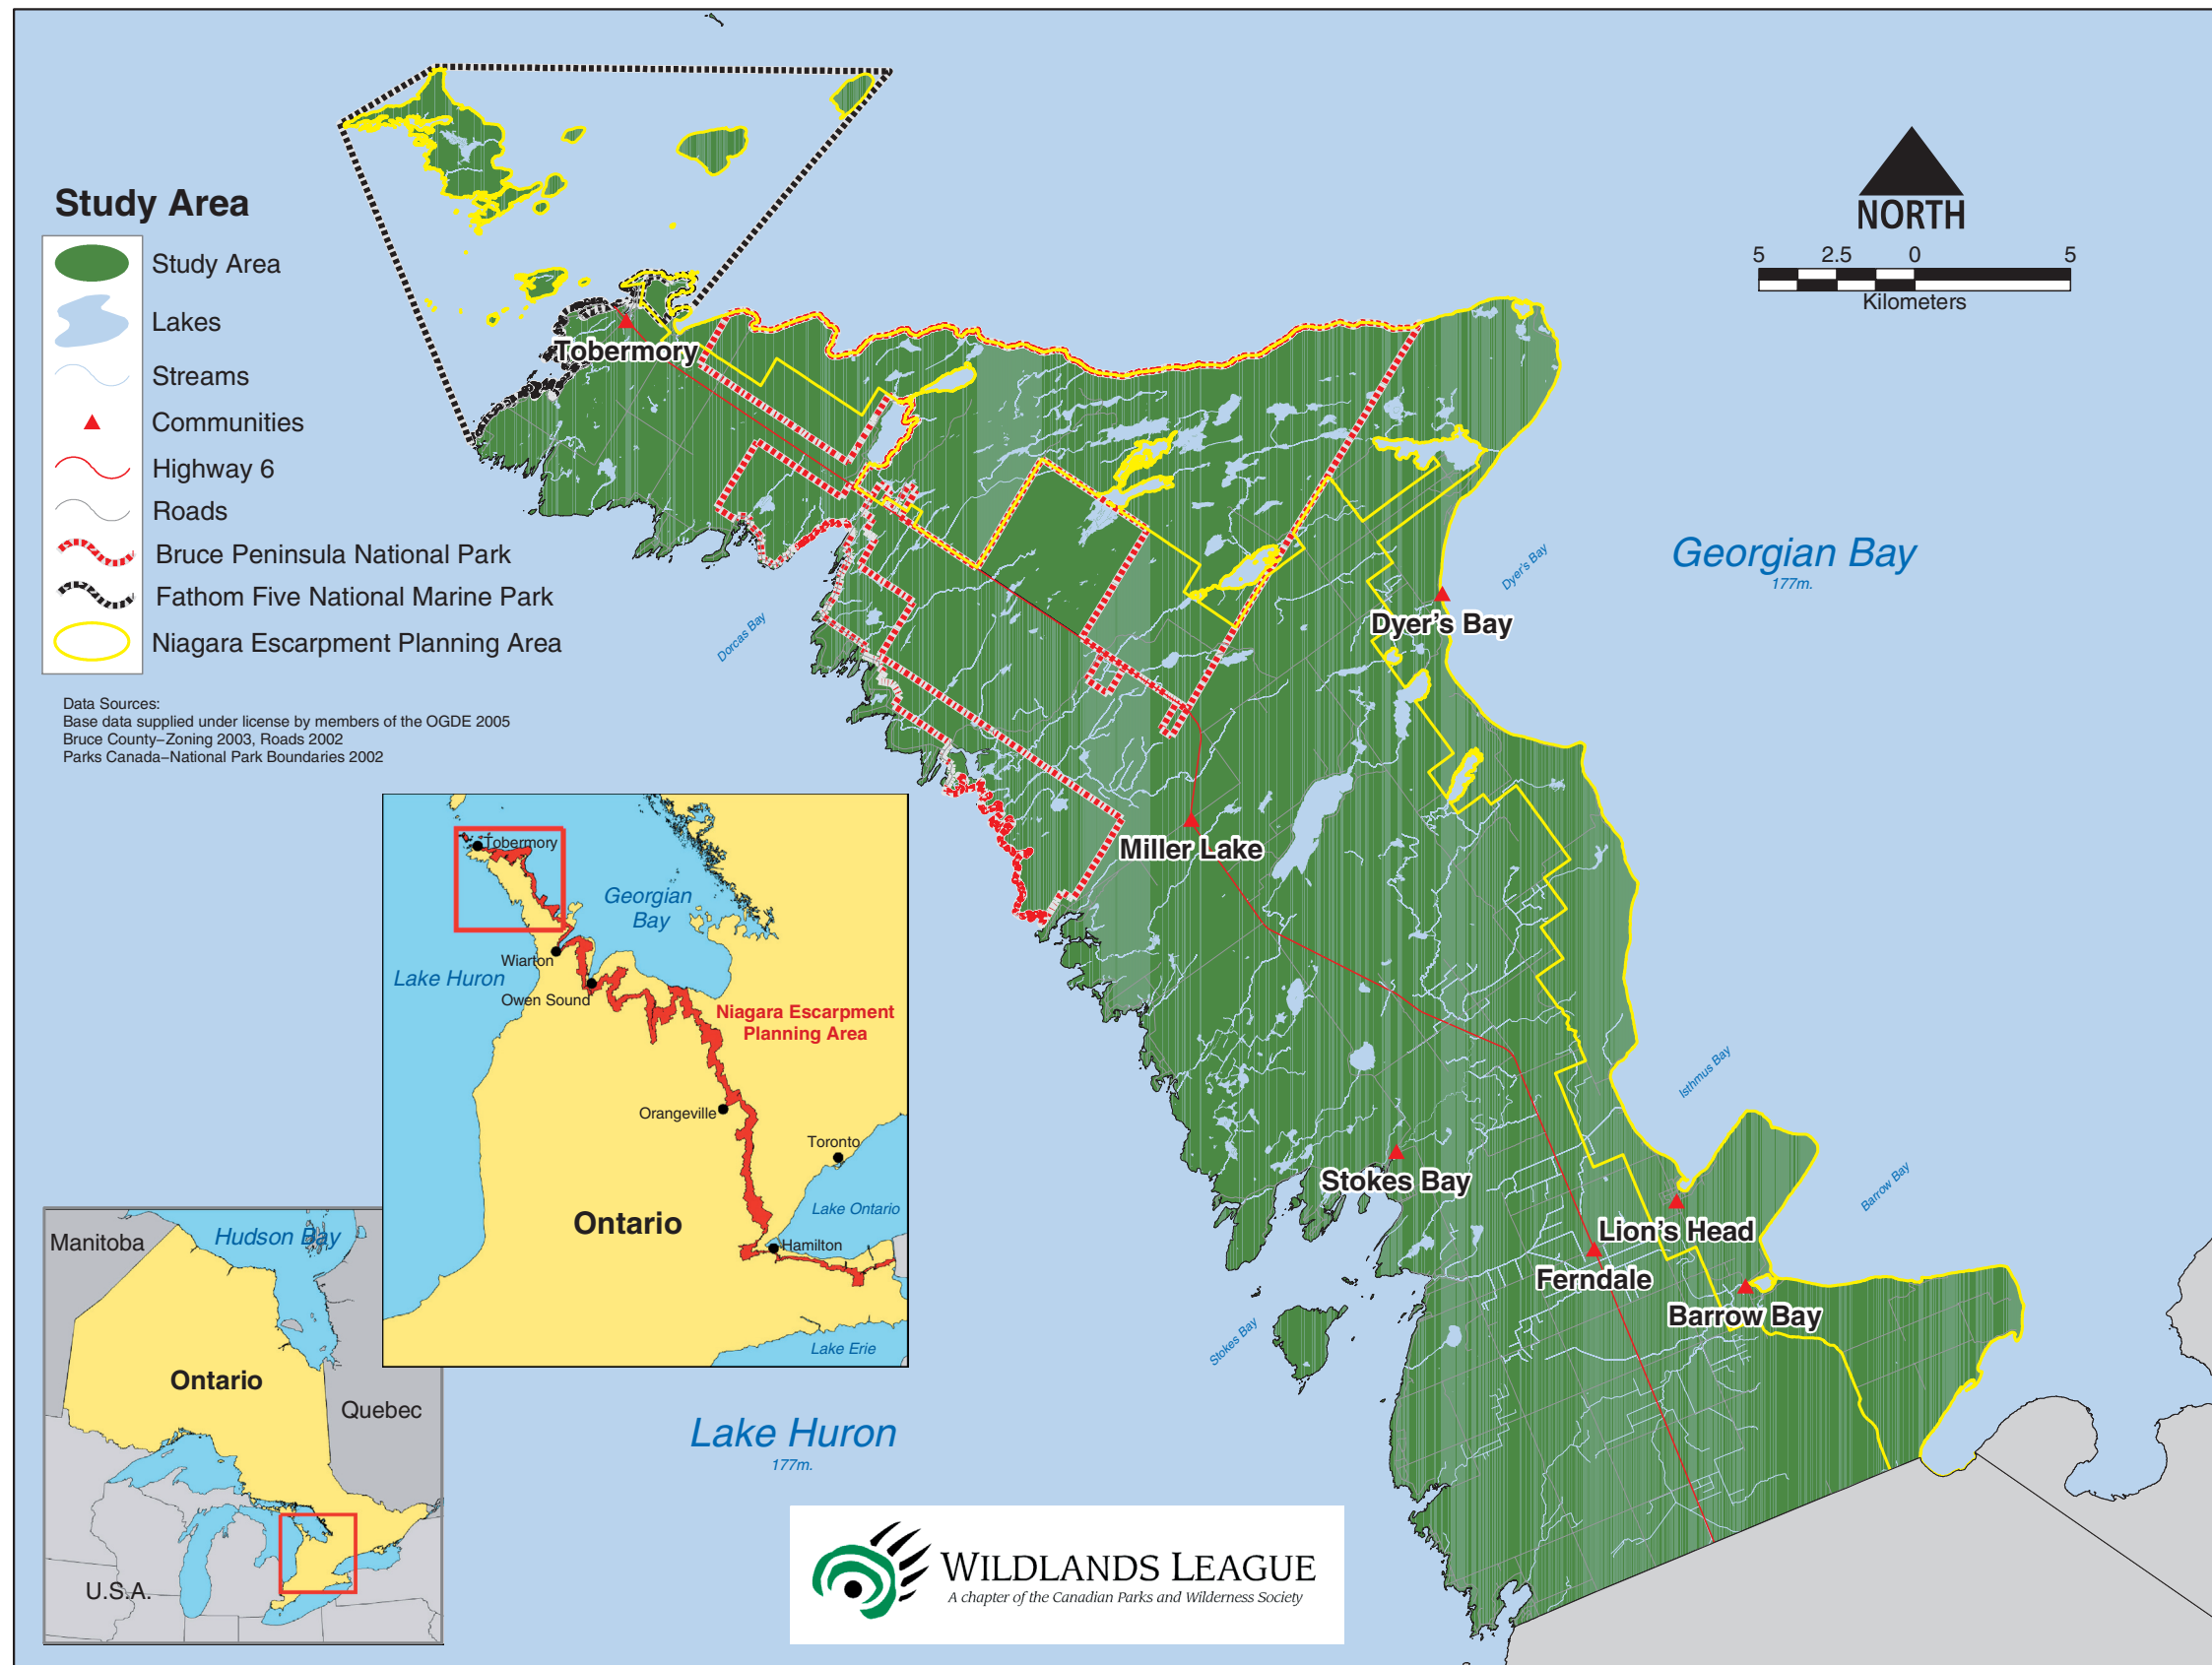 Study Area
Study Area
Lakes
Streams
Communities
Highway 6
Roads
Bruce Peninsula National Park
Fathom Five National Marine Park
Niagara Escarpment Planning Area
Data Sources:
Base data supplied under license by members of the OGDE 2005
Bruce County–Zoning 2003, Roads 2002
Parks Canada–National Park Boundaries 2002
NORTH
5 2.5 0 5
Kilometers
Tobermory
Georgian Bay
177m.
Dyer's Bay
Dyer's Bay
Dorcas Bay
Miller Lake
Isthmus Bay
Stokes Bay
Barrow Bay
Lion's Head
Ferndale
Barrow Bay
Stokes Bay
Lake Huron
177m.
Tobermory
Georgian
Bay
Wiarton
Lake Huron
Owen Sound
Niagara Escarpment
Planning Area
Orangeville
Toronto
Lake Ontario
Ontario
Hamilton
Lake Erie
Manitoba
Hudson Bay
Ontario
Quebec
U.S.A.
WILDLANDS LEAGUE
A chapter of the Canadian Parks and Wilderness Society